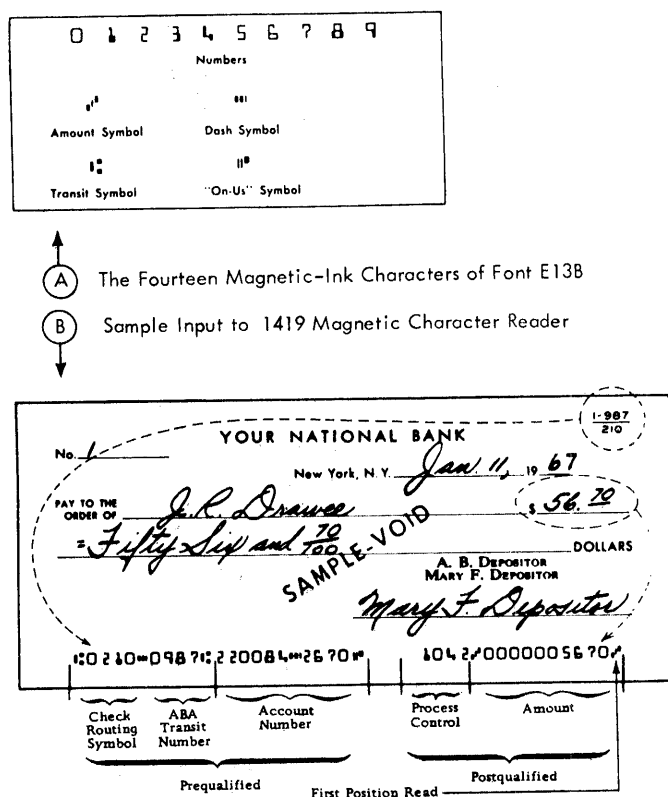 0 1 2 3 4 5 6 7 8 9
Numbers
Amount Symbol Dash Symbol
Transit Symbol "On-Us" Symbol
A The Fourteen Magnetic-Ink Characters of Font E13B
B Sample Input to 1419 Magnetic Character Reader
1-987
210
No. 1
YOUR NATIONAL BANK
New York, N.Y. Jan. 11, 19 67
PAY TO THE
ORDER OF J.R. Drawee $ 56. 70
= Fifty Six and 70/100 DOLLARS
SAMPLE-VOID
A. B. DEPOSITOR
MARY F. DEPOSITOR
Mary F. Depositor
⑆0210⑉0987⑆ 220084⑉2670⑈ 1042⑇0000005670⑇
Check
Routing
Symbol
ABA
Transit
Number
Account
Number
Process
Control
Amount
Prequalified
Postqualified
First Position Read